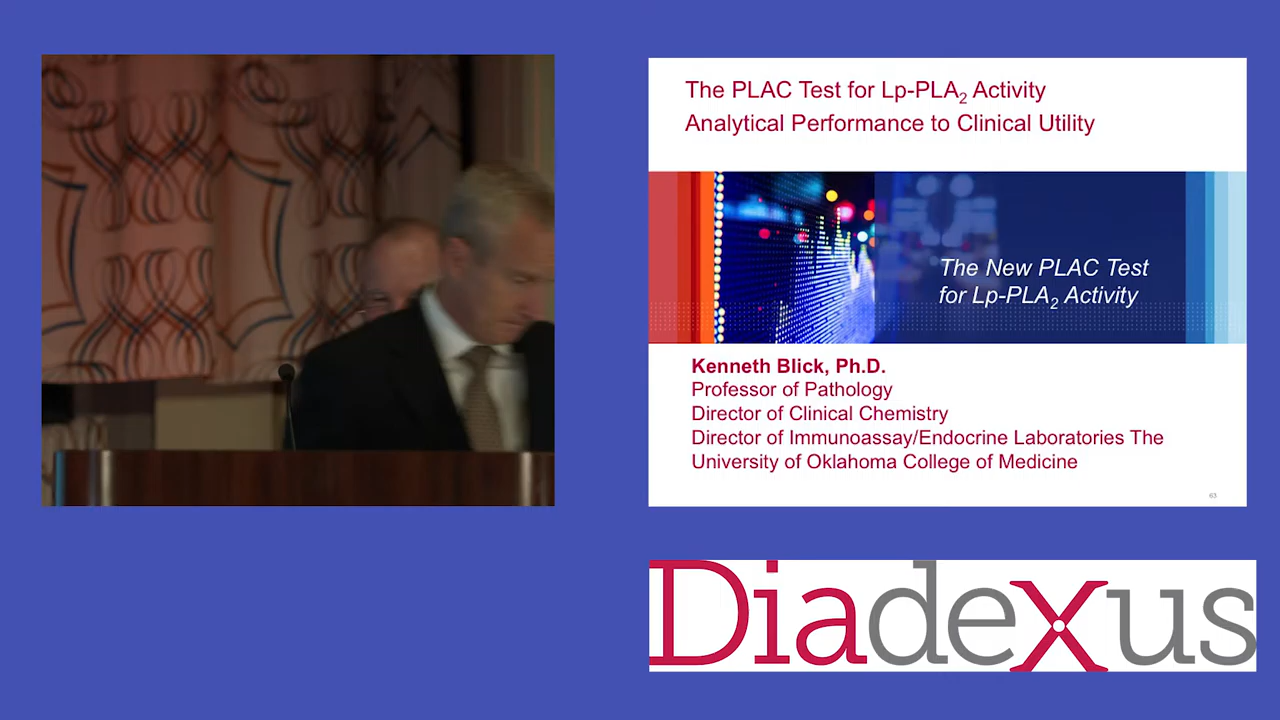 The PLAC Test for Lp-PLA₂ Activity
Analytical Performance to Clinical Utility
The New PLAC Test
for Lp-PLA₂ Activity
Kenneth Blick, Ph.D.
Professor of Pathology
Director of Clinical Chemistry
Director of Immunoassay/Endocrine Laboratories The
University of Oklahoma College of Medicine
63
Diadexus